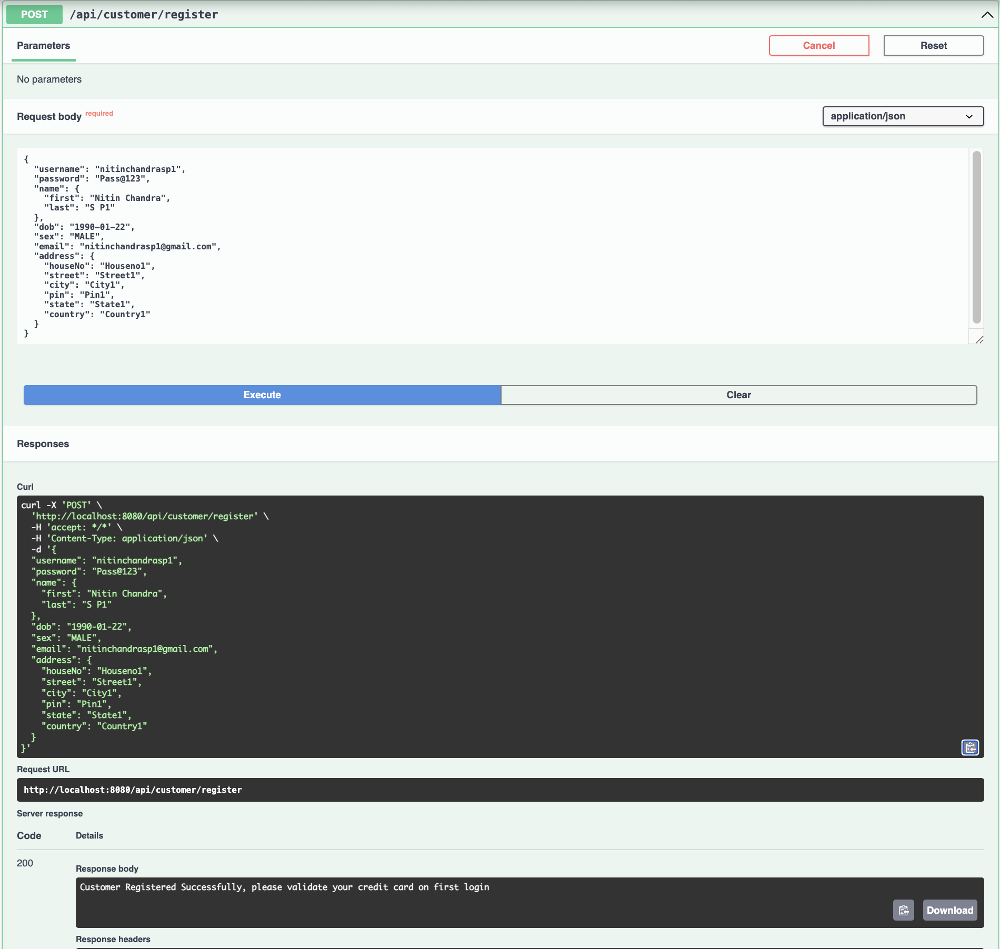 POST /api/customer/register
Parameters
Cancel
Reset
No parameters
Request body required
application/json
{
  "username": "nitinchandrasp1",
  "password": "Pass@123",
  "name": {
    "first": "Nitin Chandra",
    "last": "S P1"
  },
  "dob": "1990-01-22",
  "sex": "MALE",
  "email": "nitinchandrasp1@gmail.com",
  "address": {
    "houseNo": "Houseno1",
    "street": "Street1",
    "city": "City1",
    "pin": "Pin1",
    "state": "State1",
    "country": "Country1"
  }
}
Execute
Clear
Responses
Curl
curl -X 'POST' \
  'http://localhost:8080/api/customer/register' \
  -H 'accept: */*' \
  -H 'Content-Type: application/json' \
  -d '{
  "username": "nitinchandrasp1",
  "password": "Pass@123",
  "name": {
    "first": "Nitin Chandra",
    "last": "S P1"
  },
  "dob": "1990-01-22",
  "sex": "MALE",
  "email": "nitinchandrasp1@gmail.com",
  "address": {
    "houseNo": "Houseno1",
    "street": "Street1",
    "city": "City1",
    "pin": "Pin1",
    "state": "State1",
    "country": "Country1"
  }
}'
Request URL
http://localhost:8080/api/customer/register
Server response
Code Details
200
Response body
Customer Registered Successfully, please validate your credit card on first login
Download
Response headers